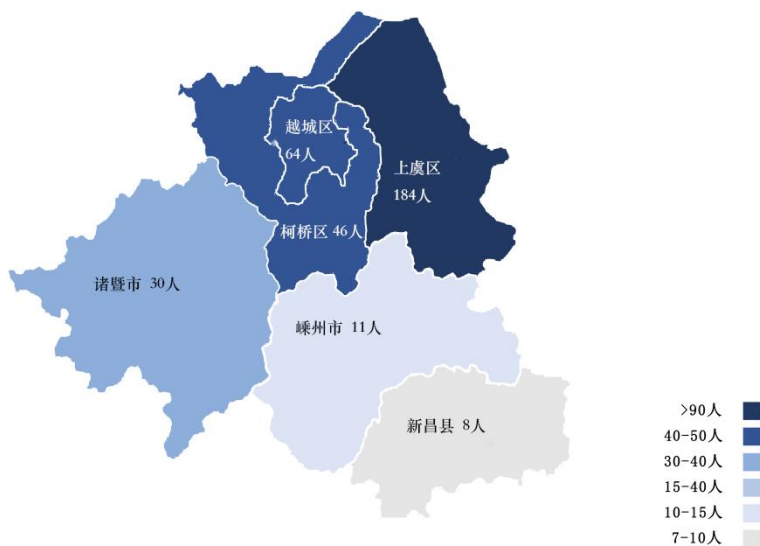 越城区
64人
上虞区
184人
柯桥区 46人
诸暨市 30人
嵊州市 11人
新昌县 8人
>90人
40-50人
30-40人
15-40人
10-15人
7-10人